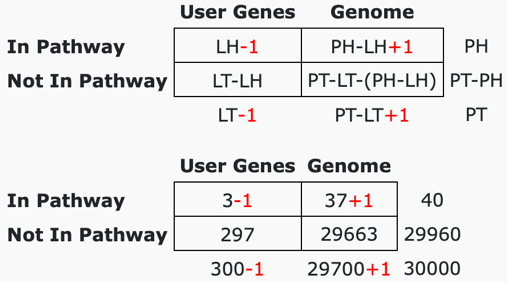 User Genes Genome
In Pathway LH-1 PH-LH+1 PH
Not In Pathway LT-LH PT-LT-(PH-LH) PT-PH
LT-1 PT-LT+1 PT
User Genes Genome
In Pathway 3-1 37+1 40
Not In Pathway 297 29663 29960
300-1 29700+1 30000